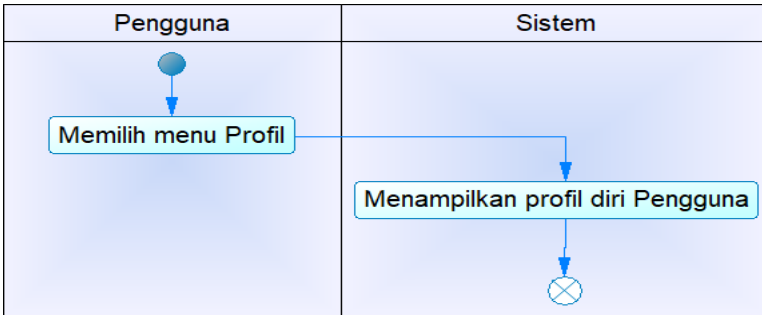 Pengguna
Sistem
Memilih menu Profil
Menampilkan profil diri Pengguna